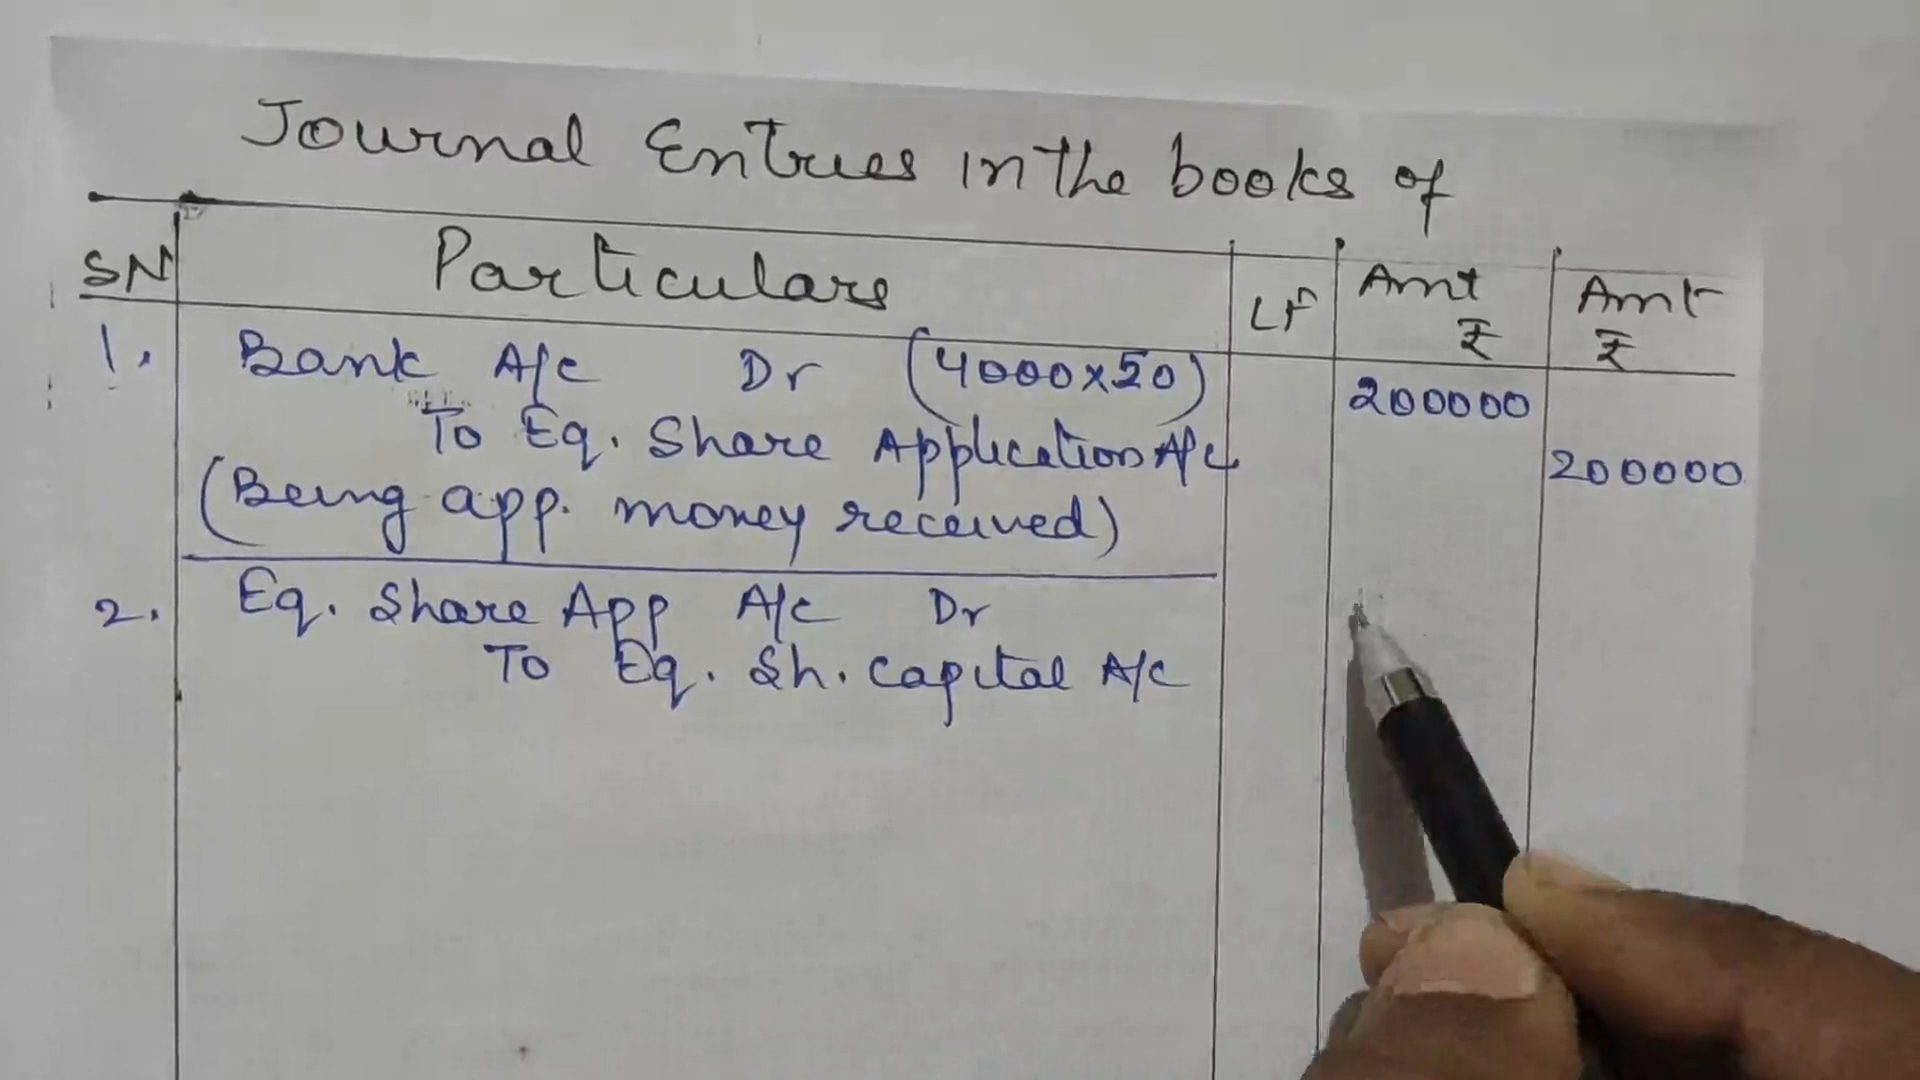 Journal Entries in the books of
SN Particulars LF Amt ₹ Amt ₹
1. Bank A/c Dr (4000x50) 200000
To Eq. Share Application A/c 200000
(Being app. money received)
2. Eq. Share App A/c Dr
To Eq. Sh. Capital A/c